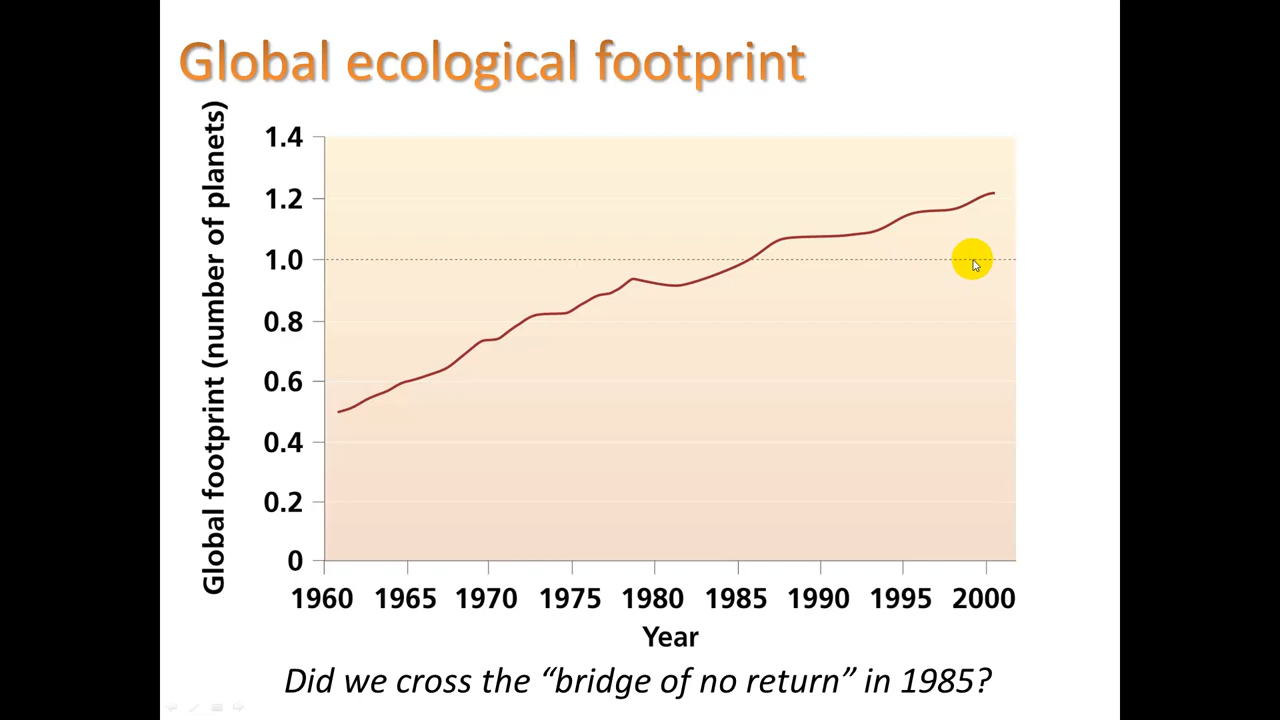 Global ecological footprint
Global footprint (number of planets)
1.4
1.2
1.0
0.8
0.6
0.4
0.2
0
1960 1965 1970 1975 1980 1985 1990 1995 2000
Year
Did we cross the “bridge of no return” in 1985?